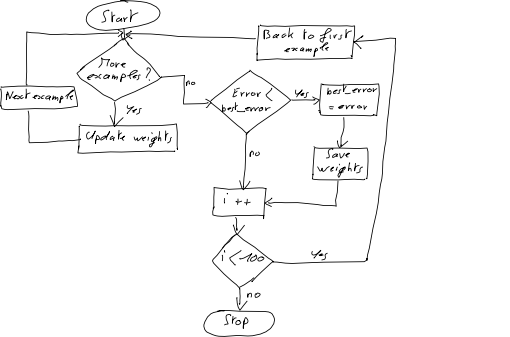 Start
Back to first
example
More
examples?
no
Next example
Yes
Update weights
Error <
best_error
Yes
best_error
= error
no
Save
weights
i ++
i < 100
Yes
no
Stop